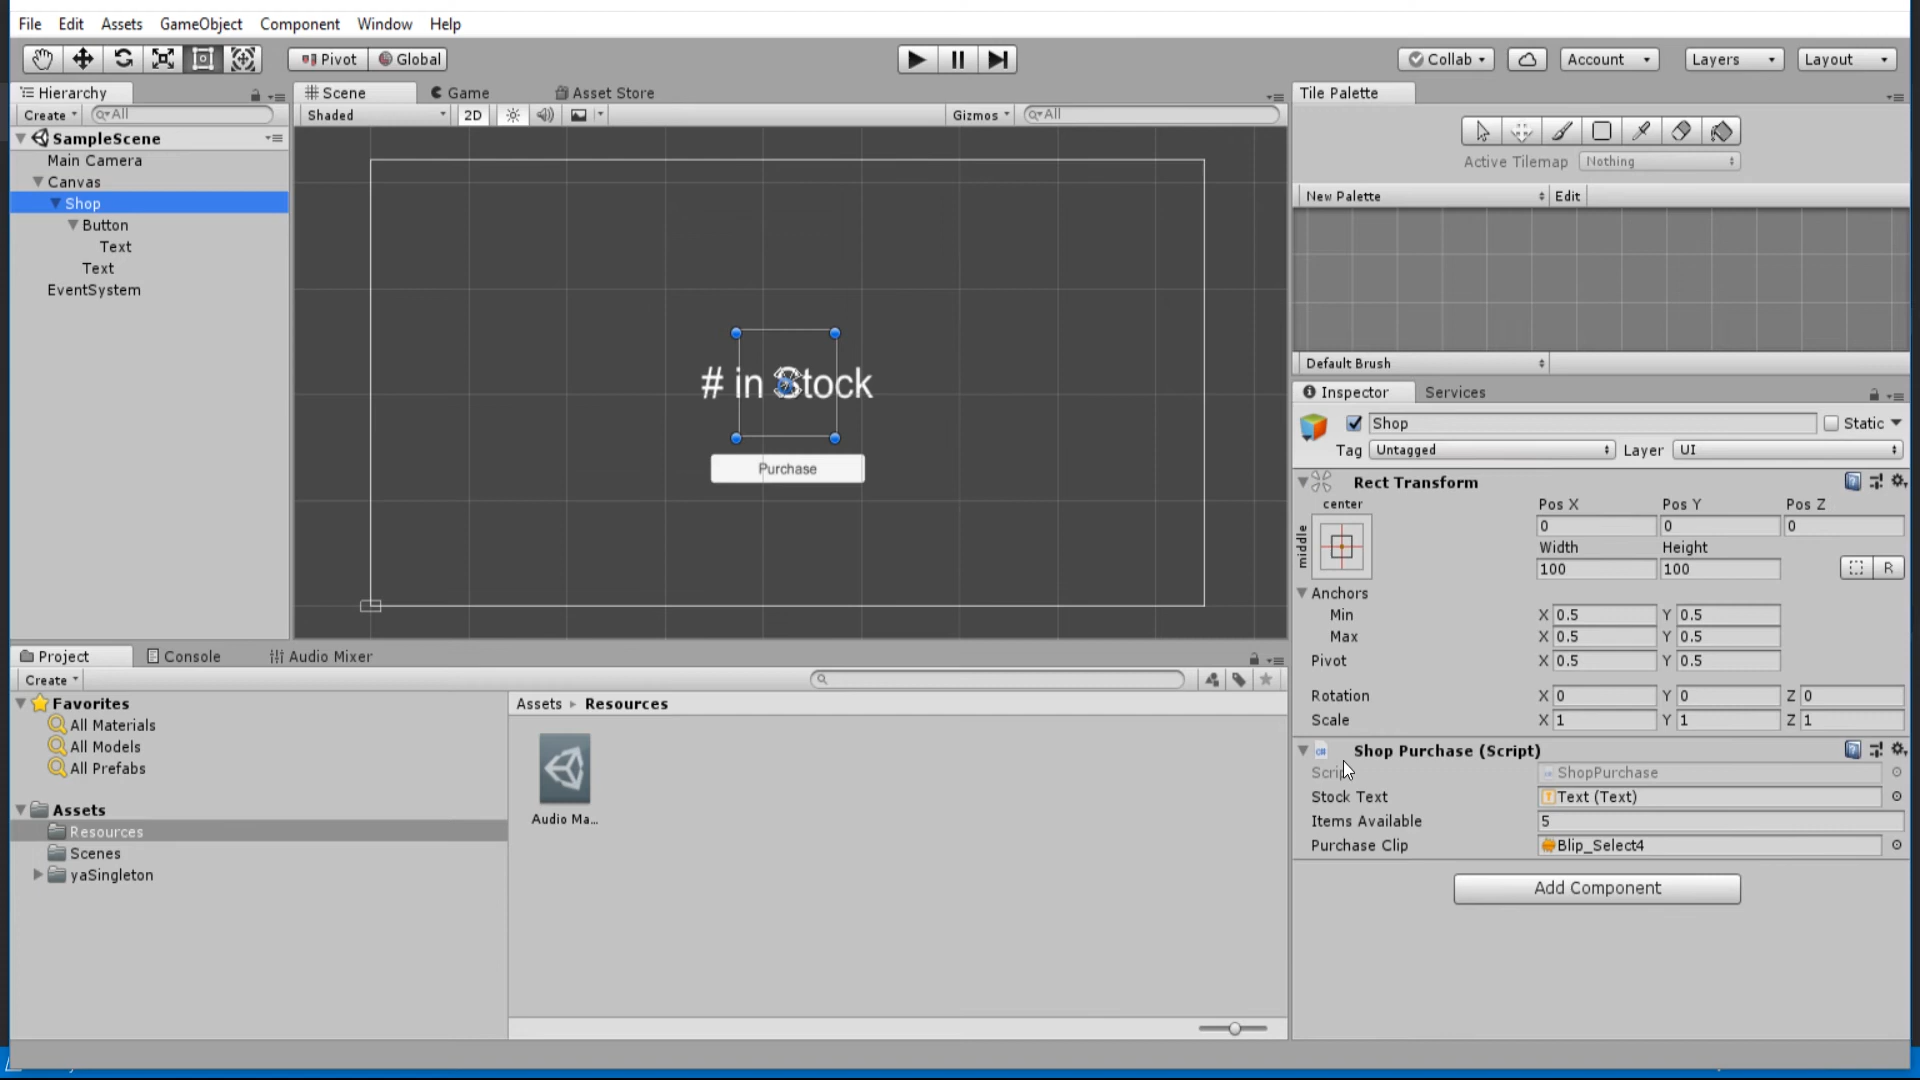 File Edit Assets GameObject Component Window Help
Pivot Global Collab Account Layers Layout
Hierarchy
Create All
SampleScene
Main Camera
Canvas
Shop
Button
Text
Text
EventSystem
Scene Game Asset Store
Shaded 2D Gizmos All
# in Stock
Purchase
Tile Palette
Active Tilemap Nothing
New Palette Edit
Default Brush
Inspector Services
Shop Static
Tag Untagged Layer UI
Rect Transform
center
middle
Pos X Pos Y Pos Z
0 0 0
Width Height
100 100 R
Anchors
Min X 0.5 Y 0.5
Max X 0.5 Y 0.5
Pivot X 0.5 Y 0.5
Rotation X 0 Y 0 Z 0
Scale X 1 Y 1 Z 1
Shop Purchase (Script)
ShopPurchase
Stock Text Text (Text)
Items Available 5
Purchase Clip Blip_Select4
Add Component
Project Console Audio Mixer
Create
Favorites
All Materials
All Models
All Prefabs
Assets
Resources
Scenes
yaSingleton
Assets Resources
Audio Ma...